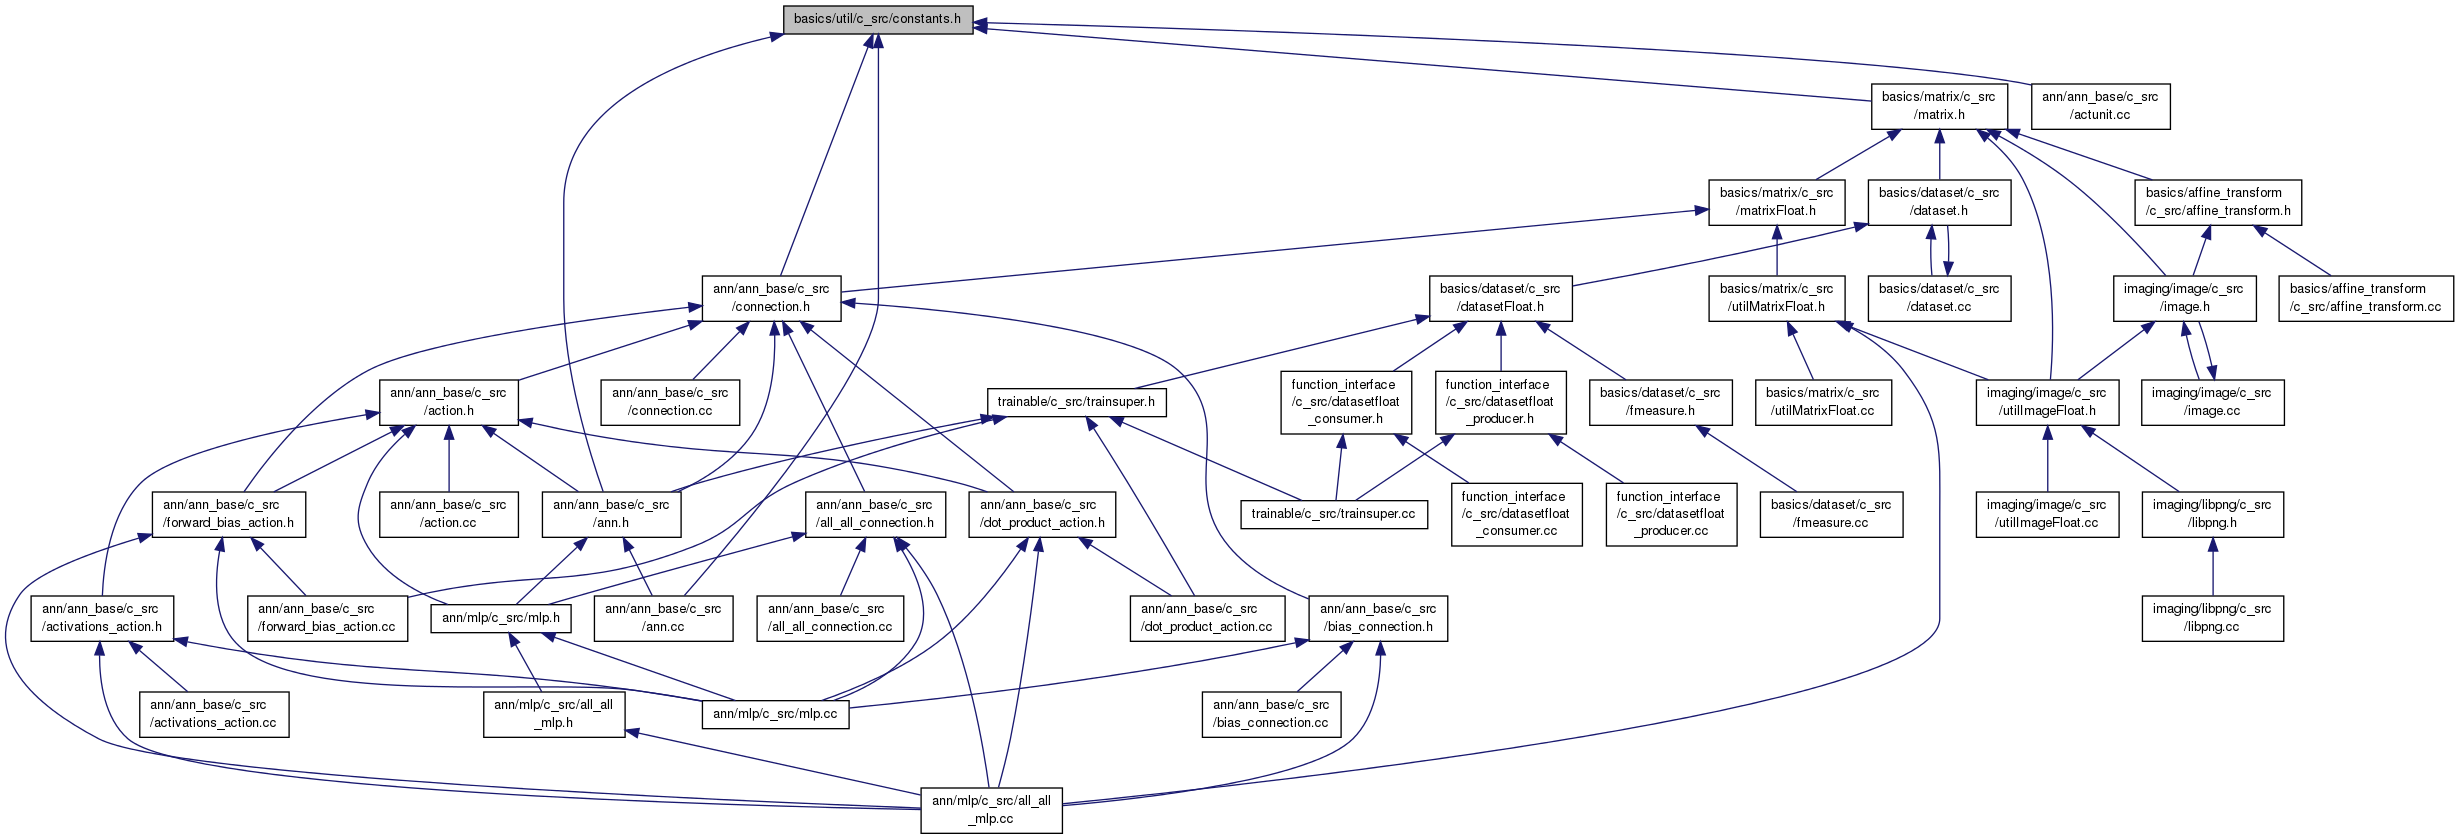 basics/util/c_src/constants.h
basics/matrix/c_src
/matrix.h
ann/ann_base/c_src
/actunit.cc
basics/matrix/c_src
/matrixFloat.h
basics/dataset/c_src
/dataset.h
basics/affine_transform
/c_src/affine_transform.h
ann/ann_base/c_src
/connection.h
basics/dataset/c_src
/datasetFloat.h
basics/matrix/c_src
/utilMatrixFloat.h
basics/dataset/c_src
/dataset.cc
imaging/image/c_src
/image.h
basics/affine_transform
/c_src/affine_transform.cc
ann/ann_base/c_src
/action.h
ann/ann_base/c_src
/connection.cc
trainable/c_src/trainsuper.h
function_interface
/c_src/datasetfloat
_consumer.h
function_interface
/c_src/datasetfloat
_producer.h
basics/dataset/c_src
/fmeasure.h
basics/matrix/c_src
/utilMatrixFloat.cc
imaging/image/c_src
/utilImageFloat.h
imaging/image/c_src
/image.cc
ann/ann_base/c_src
/forward_bias_action.h
ann/ann_base/c_src
/action.cc
ann/ann_base/c_src
/ann.h
ann/ann_base/c_src
/all_all_connection.h
ann/ann_base/c_src
/dot_product_action.h
trainable/c_src/trainsuper.cc
function_interface
/c_src/datasetfloat
_consumer.cc
function_interface
/c_src/datasetfloat
_producer.cc
basics/dataset/c_src
/fmeasure.cc
imaging/image/c_src
/utilImageFloat.cc
imaging/libpng/c_src
/libpng.h
ann/ann_base/c_src
/activations_action.h
ann/ann_base/c_src
/forward_bias_action.cc
ann/mlp/c_src/mlp.h
ann/ann_base/c_src
/ann.cc
ann/ann_base/c_src
/all_all_connection.cc
ann/ann_base/c_src
/dot_product_action.cc
ann/ann_base/c_src
/bias_connection.h
imaging/libpng/c_src
/libpng.cc
ann/ann_base/c_src
/activations_action.cc
ann/mlp/c_src/all_all
_mlp.h
ann/mlp/c_src/mlp.cc
ann/ann_base/c_src
/bias_connection.cc
ann/mlp/c_src/all_all
_mlp.cc